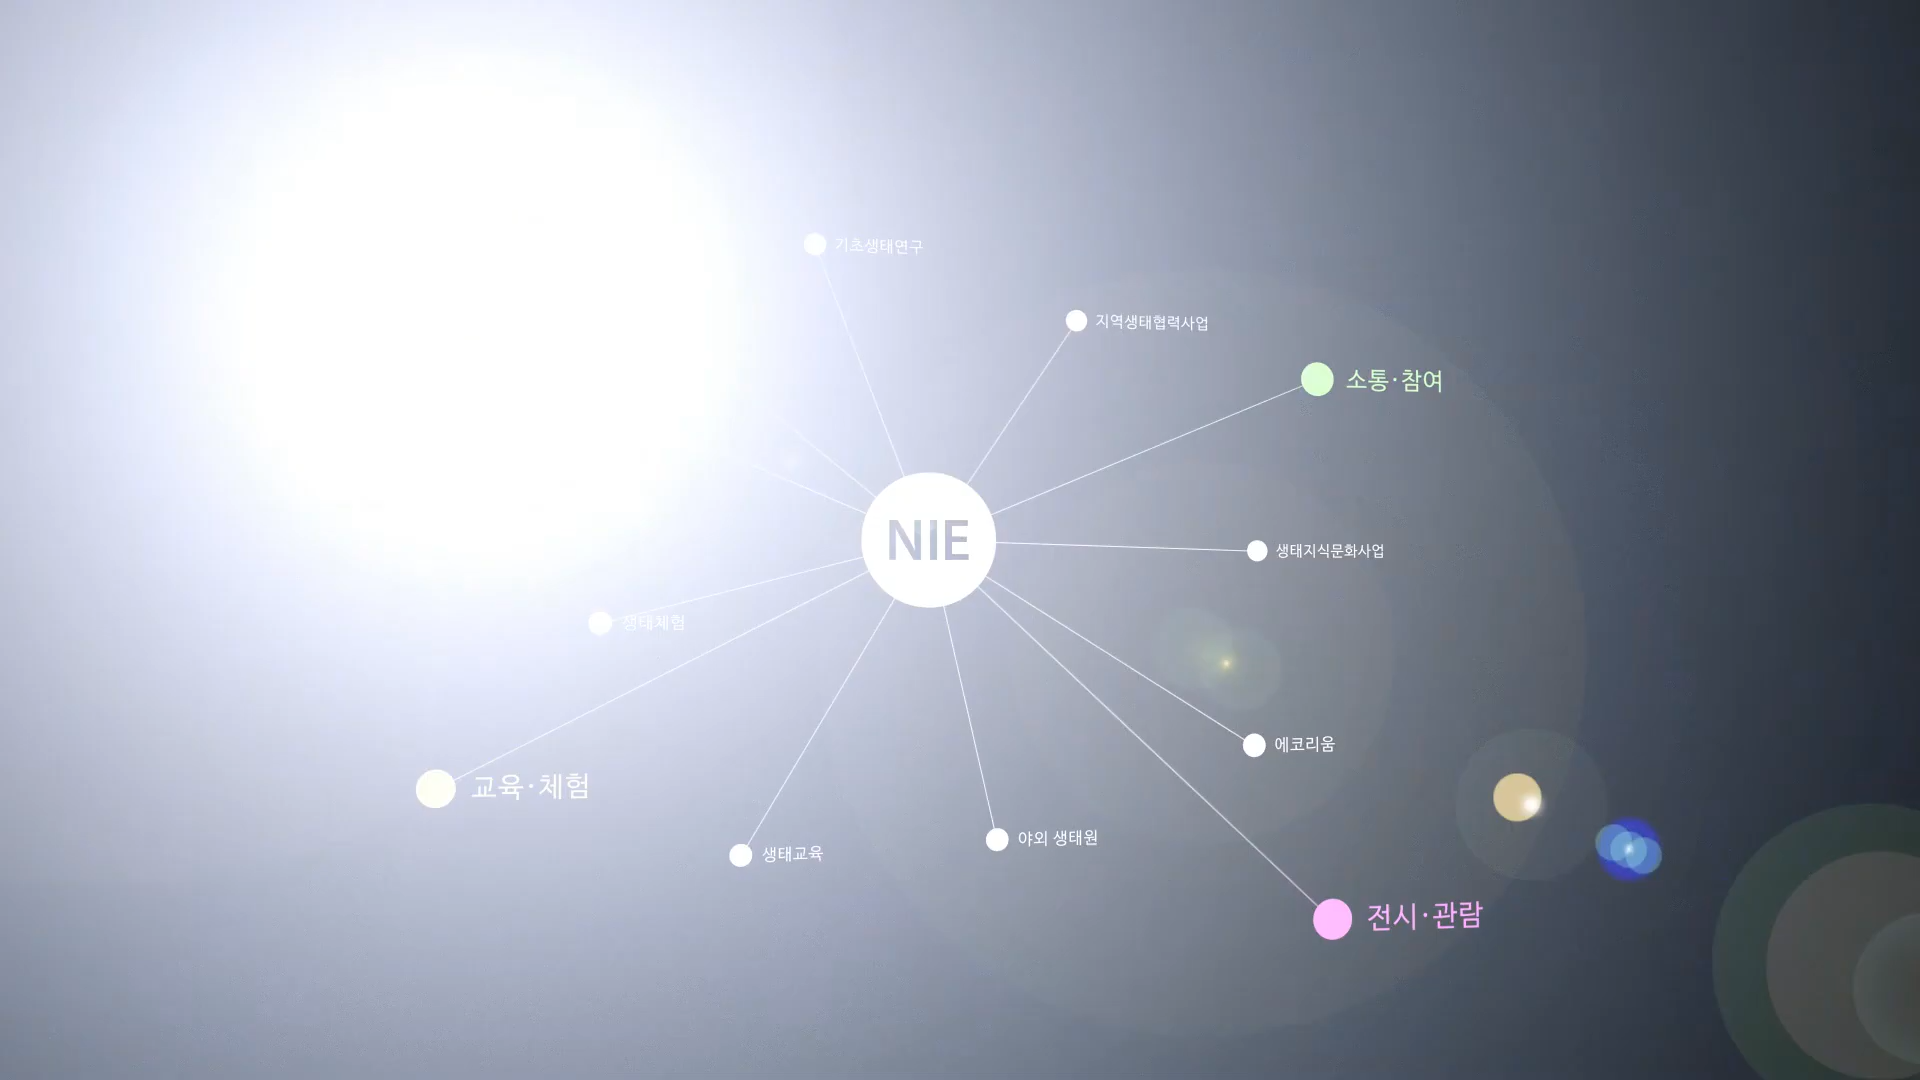 기초생태연구
지역생태협력사업
소통·참여
NIE
생태지식문화사업
생태체험
에코리움
교육·체험
야외 생태원
생태교육
전시·관람